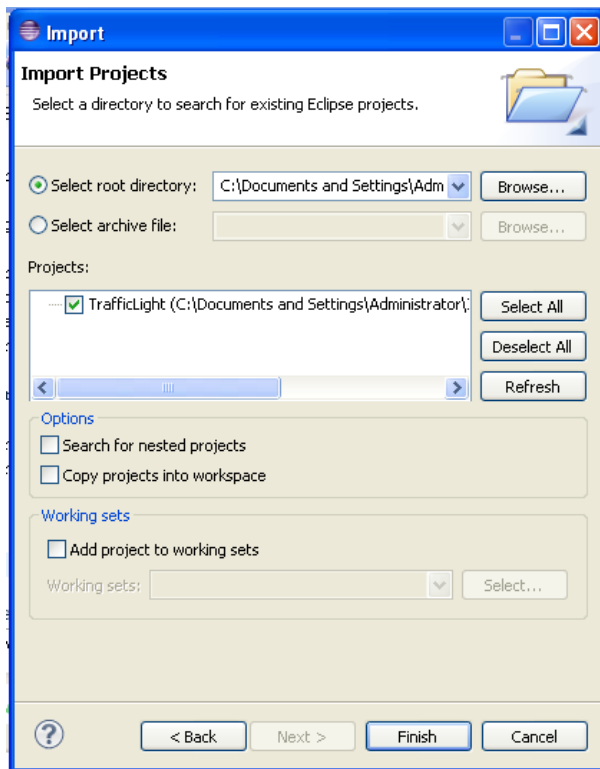 Import
Import Projects
Select a directory to search for existing Eclipse projects.
Select root directory: C:\Documents and Settings\Adm Browse...
Select archive file: Browse...
Projects:
TrafficLight (C:\Documents and Settings\Administrator\
Select All
Deselect All
Refresh
Options
Search for nested projects
Copy projects into workspace
Working sets
Add project to working sets
Working sets: Select...
? < Back Next > Finish Cancel